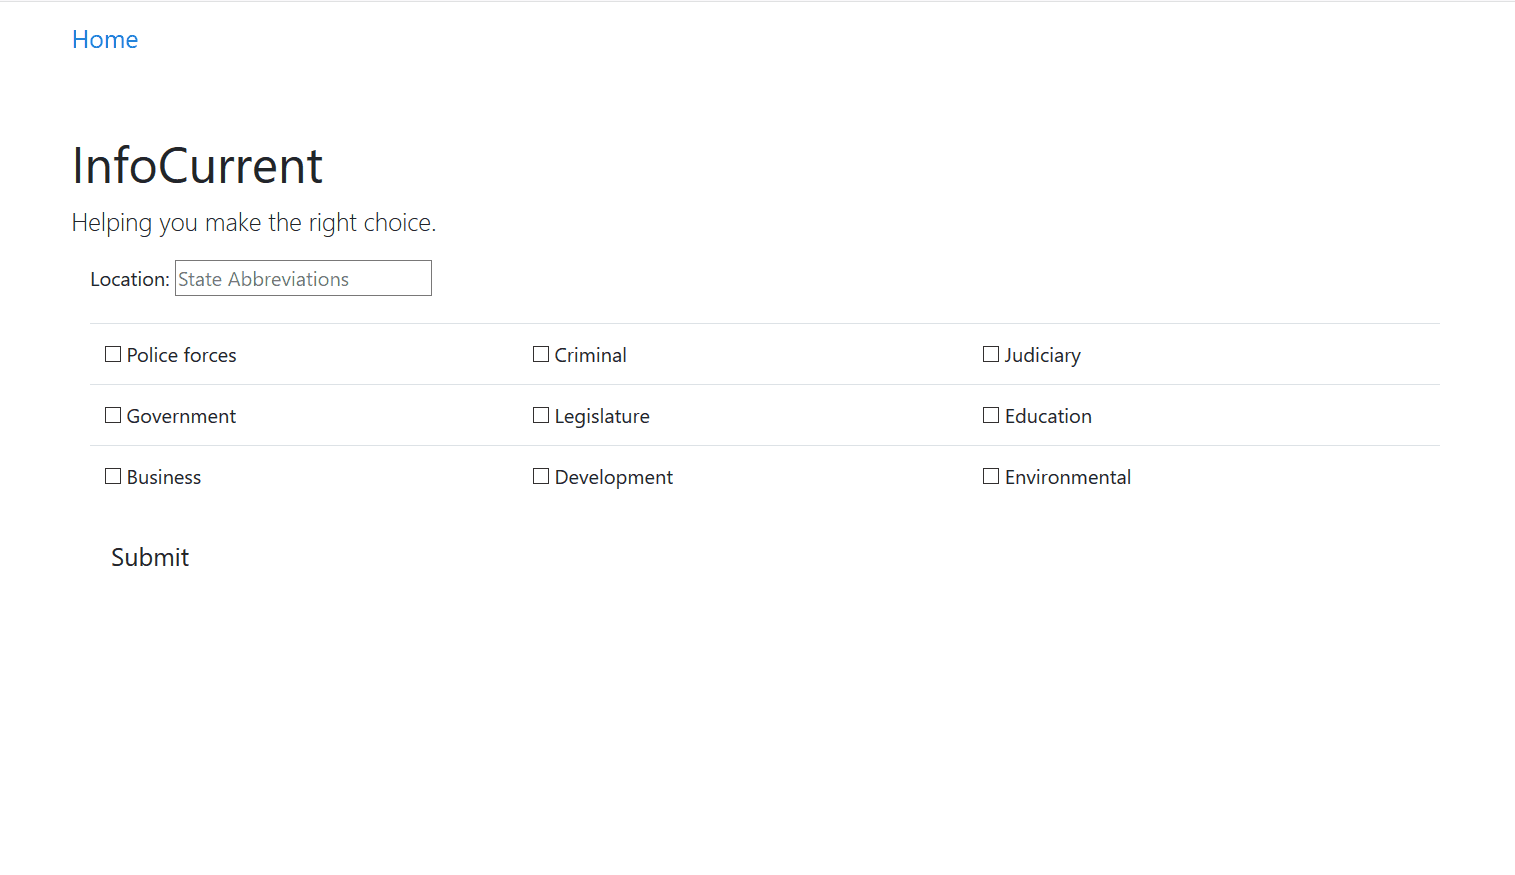 Home
InfoCurrent
Helping you make the right choice.
Location: State Abbreviations
Police forces Criminal Judiciary
Government Legislature Education
Business Development Environmental
Submit